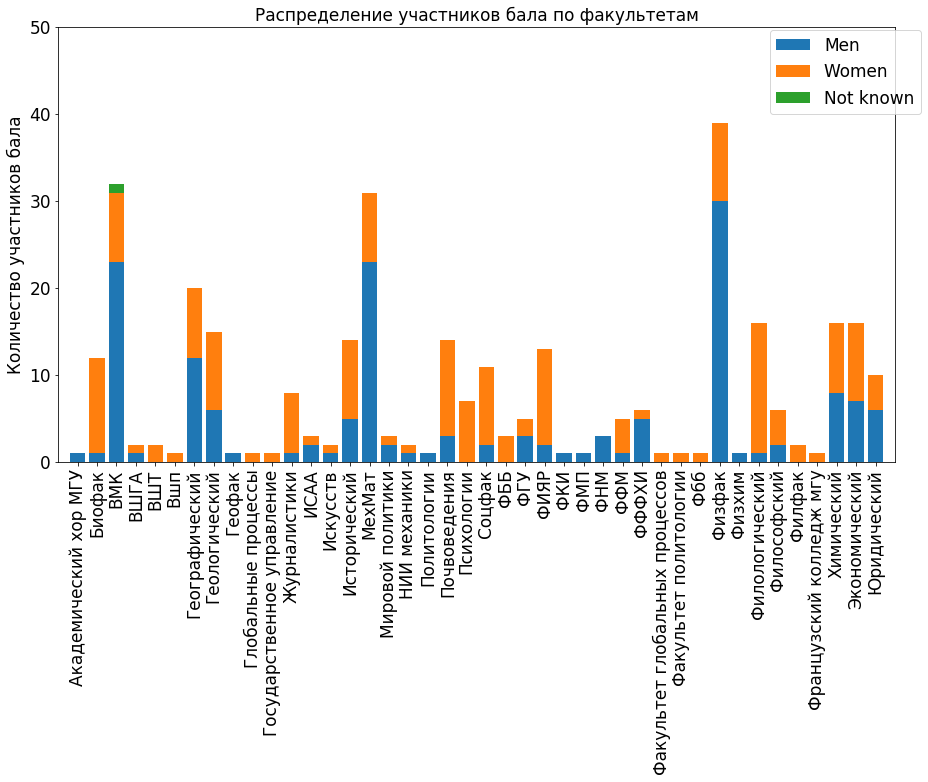 Распределение участников бала по факультетам
Men
Women
Not known
Количество участников бала
50
40
30
20
10
0
Академический хор МГУ
Биофак
ВМК
ВШГА
ВШТ
Вшп
Географический
Геологический
Геофак
Глобальные процессы
Государственное управление
Журналистики
ИСАА
Искусств
Исторический
МехМат
Мировой политики
НИИ механики
Политологии
Почвоведения
Психологии
Соцфак
ФББ
ФГУ
ФИЯР
ФКИ
ФМП
ФНМ
ФФМ
ФФФХИ
Факультет глобальных процессов
Факультет политологии
Фбб
Физфак
Физхим
Филологический
Философский
Филфак
Французский колледж мгу
Химический
Экономический
Юридический